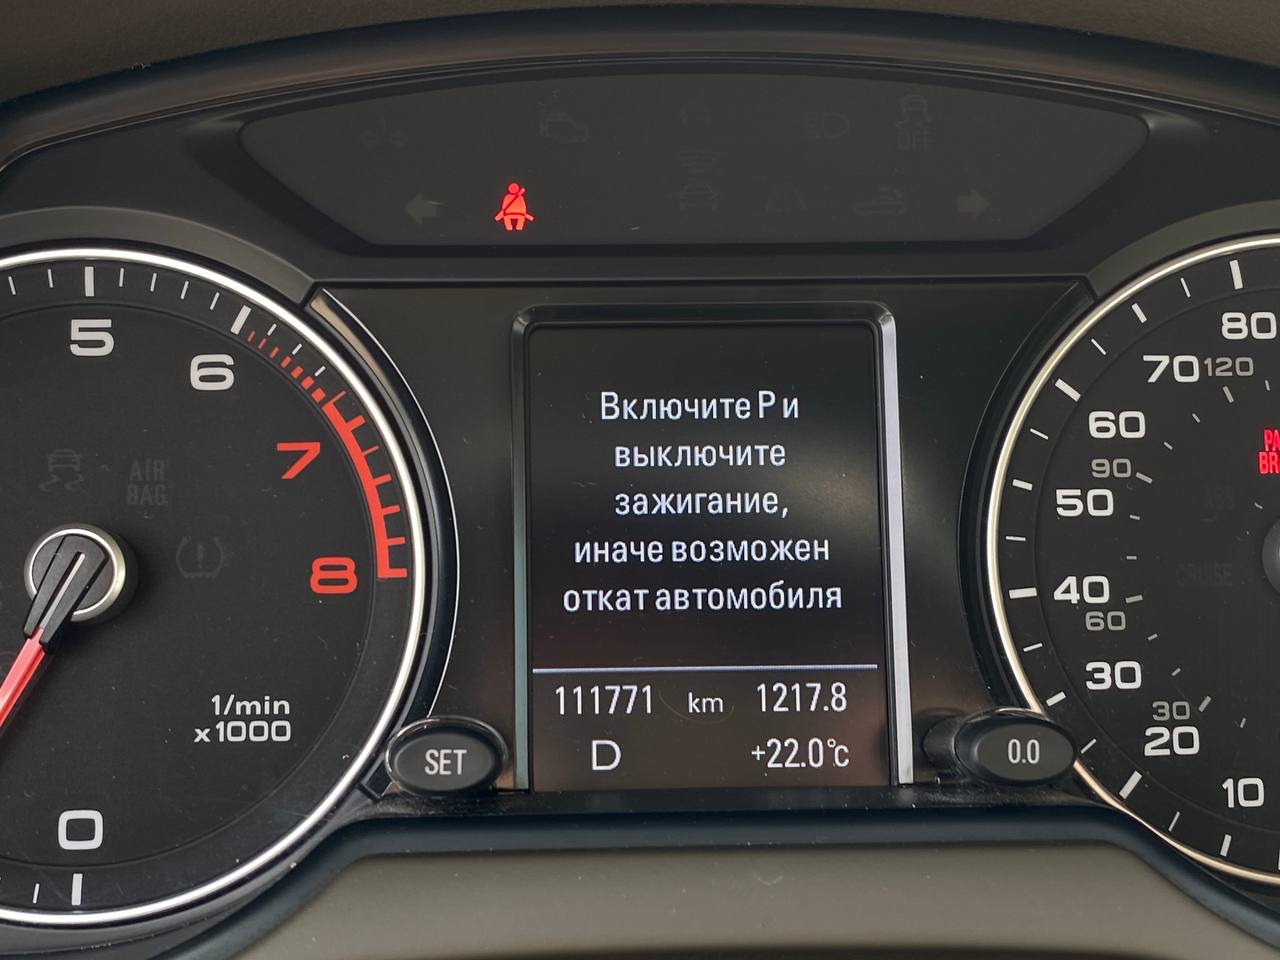 OFF
5
6
7
8
AIR
BAG
1/min
x1000
0
SET
Включите P и
выключите
зажигание,
иначе возможен
откат автомобиля
111771 km 1217.8
D +22.0°C
0.0
80
70 120
60
90
50
40
60
30
30
20
10
CRUISE